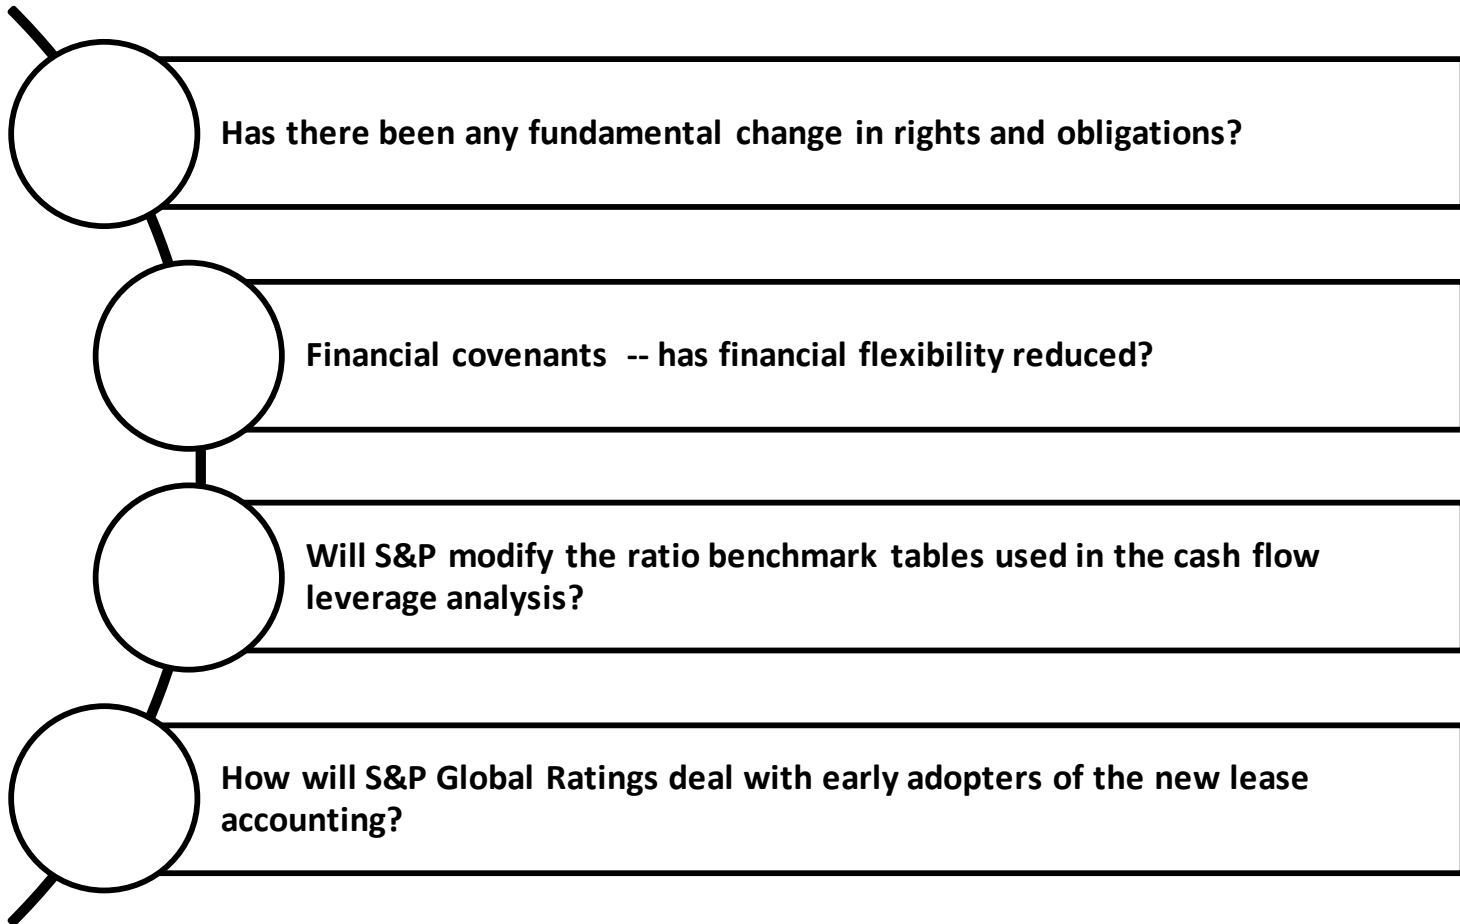 Has there been any fundamental change in rights and obligations?
Financial covenants -- has financial flexibility reduced?
Will S&P modify the ratio benchmark tables used in the cash flow
leverage analysis?
How will S&P Global Ratings deal with early adopters of the new lease
accounting?